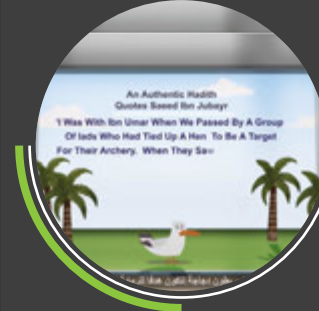 An Authentic Hadith
Quotes Saeed Ibn Jubayr
'I Was With Ibn Umar When We Passed By A Group
Of lads Who Had Tied Up A Hen To Be A Target
For Their Archery. When They Sa